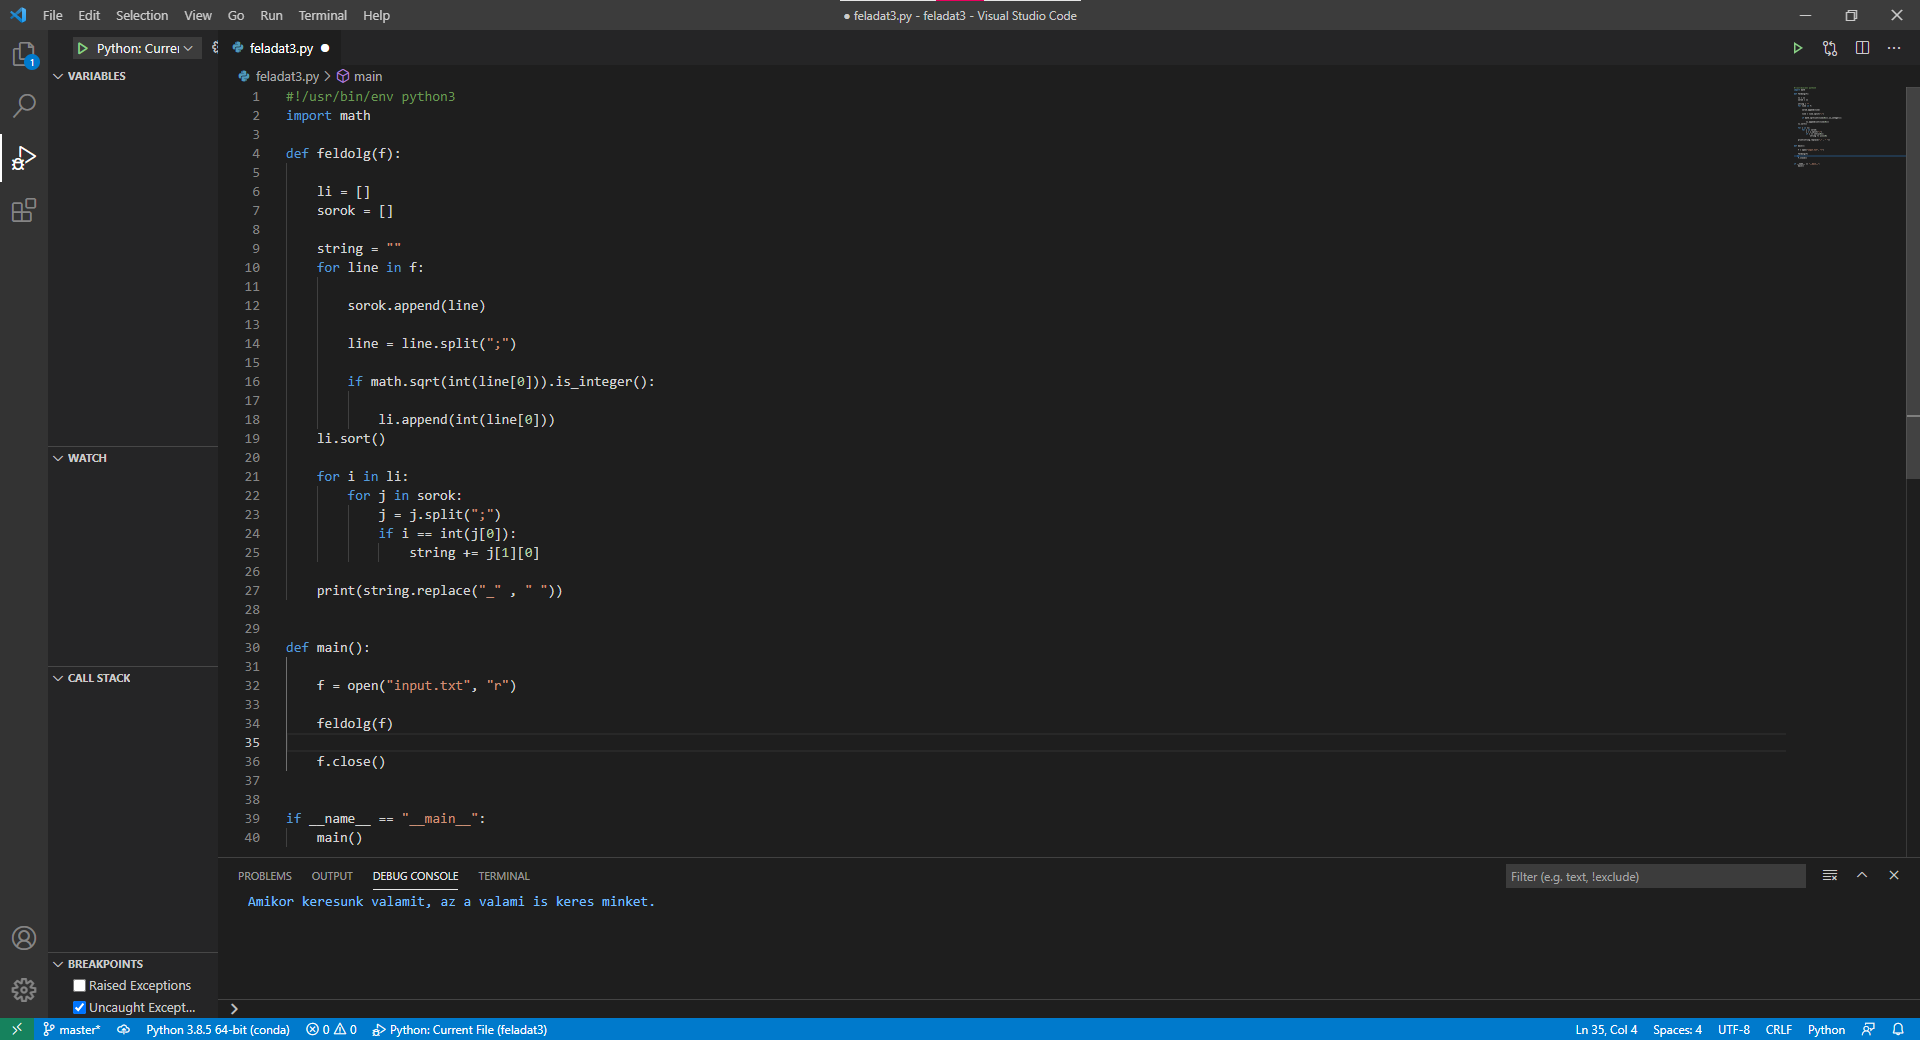 File Edit Selection View Go Run Terminal Help
● feladat3.py - feladat3 - Visual Studio Code
1
Python: Currer
feladat3.py ●
VARIABLES
feladat3.py > main
1 #!/usr/bin/env python3
2 import math
3
4 def feldolg(f):
5
6 li = []
7 sorok = []
8
9 string = ""
10 for line in f:
11
12 sorok.append(line)
13
14 line = line.split(";")
15
16 if math.sqrt(int(line[0])).is_integer():
17
18 li.append(int(line[0]))
19 li.sort()
20
21 for i in li:
22 for j in sorok:
23 j = j.split(";")
24 if i == int(j[0]):
25 string += j[1][0]
26
27 print(string.replace("_" , " "))
28
29
30 def main():
31
32 f = open("input.txt", "r")
33
34 feldolg(f)
35
36 f.close()
37
38
39 if __name__ == "__main__":
40 main()
WATCH
CALL STACK
BREAKPOINTS
Raised Exceptions
Uncaught Except...
PROBLEMS OUTPUT DEBUG CONSOLE TERMINAL
Filter (e.g. text, !exclude)
Amikor keresunk valamit, az a valami is keres minket.
master* Python 3.8.5 64-bit (conda) 0 0 Python: Current File (feladat3) Ln 35, Col 4 Spaces: 4 UTF-8 CRLF Python